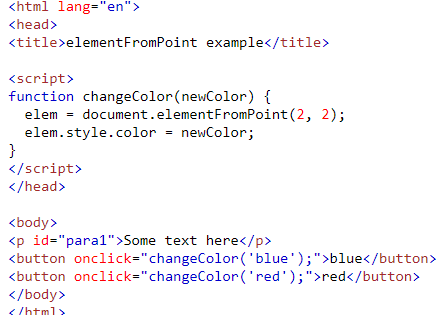 <html lang="en">
<head>
<title>elementFromPoint example</title>

<script>
function changeColor(newColor) {
  elem = document.elementFromPoint(2, 2);
  elem.style.color = newColor;
}
</script>
</head>

<body>
<p id="para1">Some text here</p>
<button onclick="changeColor('blue');">blue</button>
<button onclick="changeColor('red');">red</button>
</body>
</html>